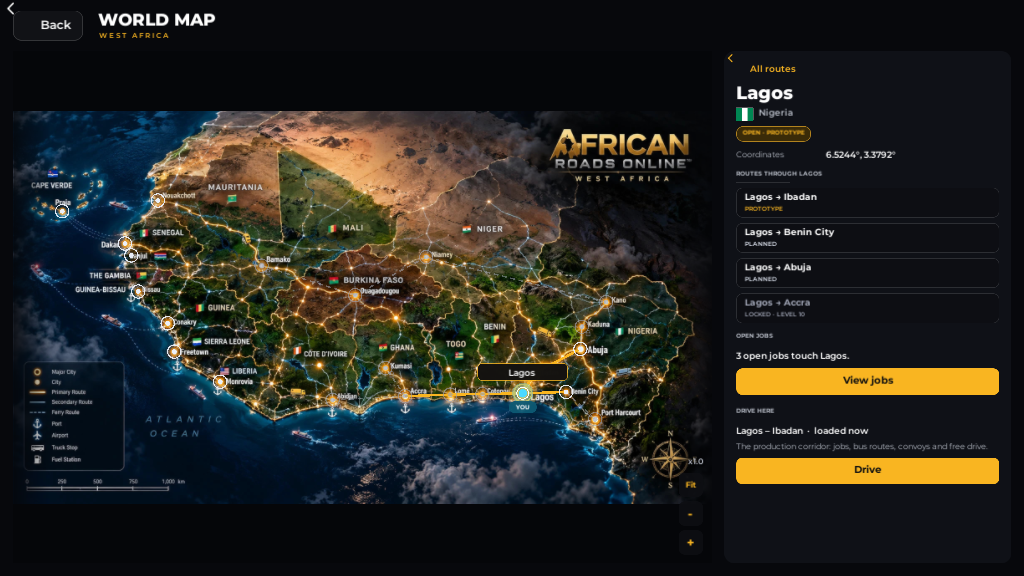 Back
WORLD MAP
WEST AFRICA
All routes
Lagos
Nigeria
OPEN · PROTOTYPE
Coordinates 6.5244°, 3.3792°
ROUTES THROUGH LAGOS
Lagos → Ibadan
PROTOTYPE
Lagos → Benin City
PLANNED
Lagos → Abuja
PLANNED
Lagos → Accra
LOCKED · LEVEL 10
OPEN JOBS
3 open jobs touch Lagos.
View jobs
DRIVE HERE
Lagos – Ibadan · loaded now
The production corridor: jobs, bus routes, convoys and free drive.
Drive
AFRICAN
ROADS ONLINE™
WEST AFRICA
CAPE VERDE
Praia
MAURITANIA
Nouakchott
SENEGAL
Dakar
MALI
NIGER
Niamey
Bamako
THE GAMBIA
GUINEA-BISSAU
Bissau
BURKINA FASO
Ouagadougou
GUINEA
Conakry
SIERRA LEONE
Freetown
LIBERIA
Monrovia
CÔTE D'IVOIRE
Abidjan
GHANA
Kumasi
Accra
TOGO
Lome
BENIN
Cotonou
Kano
Kaduna
NIGERIA
Abuja
Lagos
Lagos
YOU
Benin City
Port Harcourt
ATLANTIC
OCEAN
Major City
City
Primary Route
Secondary Route
Ferry Route
Port
Airport
Truck Stop
Fuel Station
0 250 500 750 1,000 km
N
W
S
x1.0
Fit
-
+